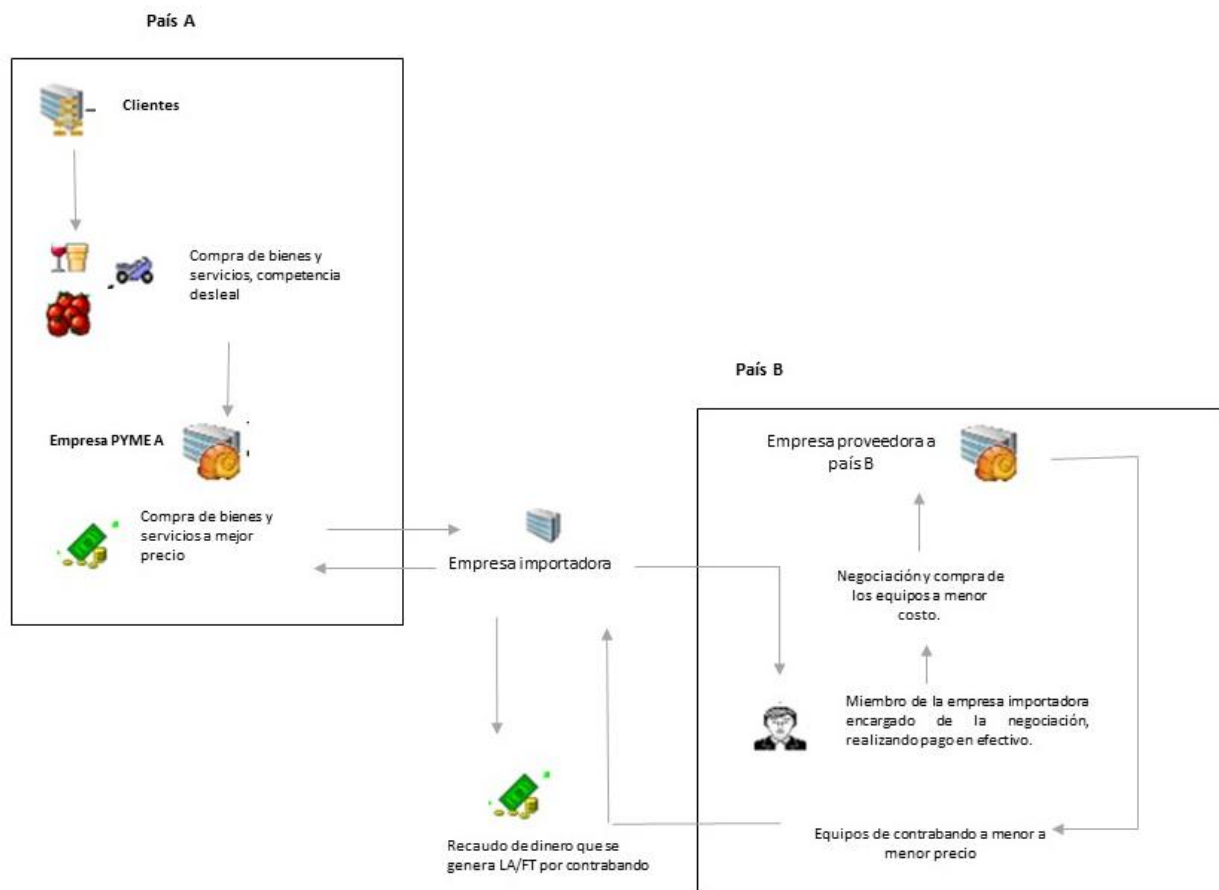 País A
Clientes
Compra de bienes y
servicios, competencia
desleal
Empresa PYME A
Compra de bienes y
servicios a mejor
precio
Empresa importadora
Recaudo de dinero que se
genera LA/FT por contrabando
País B
Empresa proveedora a
país B
Negociación y compra de
los equipos a menor
costo.
Miembro de la empresa importadora
encargado de la negociación,
realizando pago en efectivo.
Equipos de contrabando a menor a
menor precio